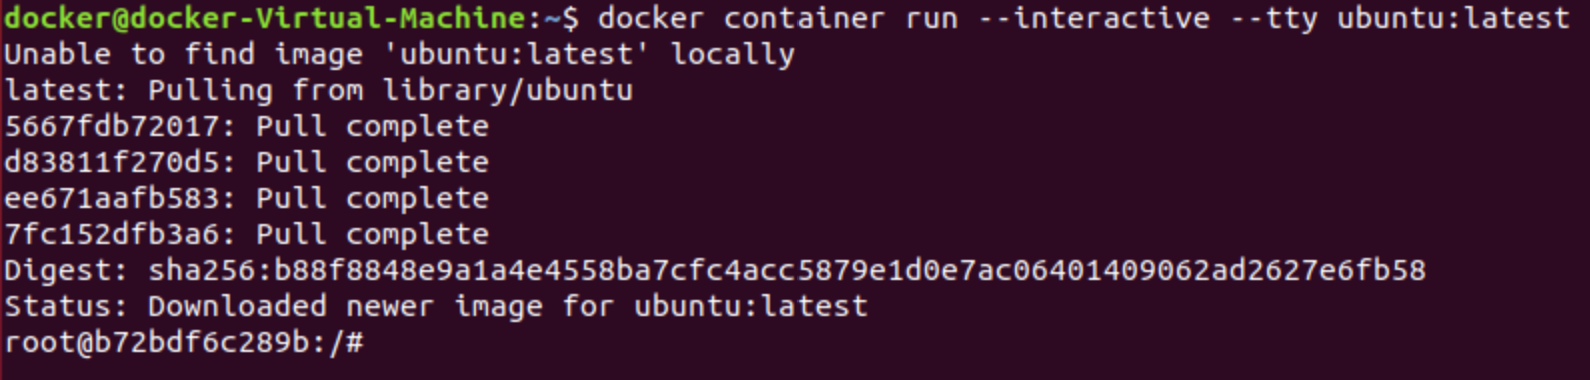 docker@docker-Virtual-Machine:~$ docker container run --interactive --tty ubuntu:latest
Unable to find image 'ubuntu:latest' locally
latest: Pulling from library/ubuntu
5667fdb72017: Pull complete
d83811f270d5: Pull complete
ee671aafb583: Pull complete
7fc152dfb3a6: Pull complete
Digest: sha256:b88f8848e9a1a4e4558ba7cfc4acc5879e1d0e7ac06401409062ad2627e6fb58
Status: Downloaded newer image for ubuntu:latest
root@b72bdf6c289b:/#